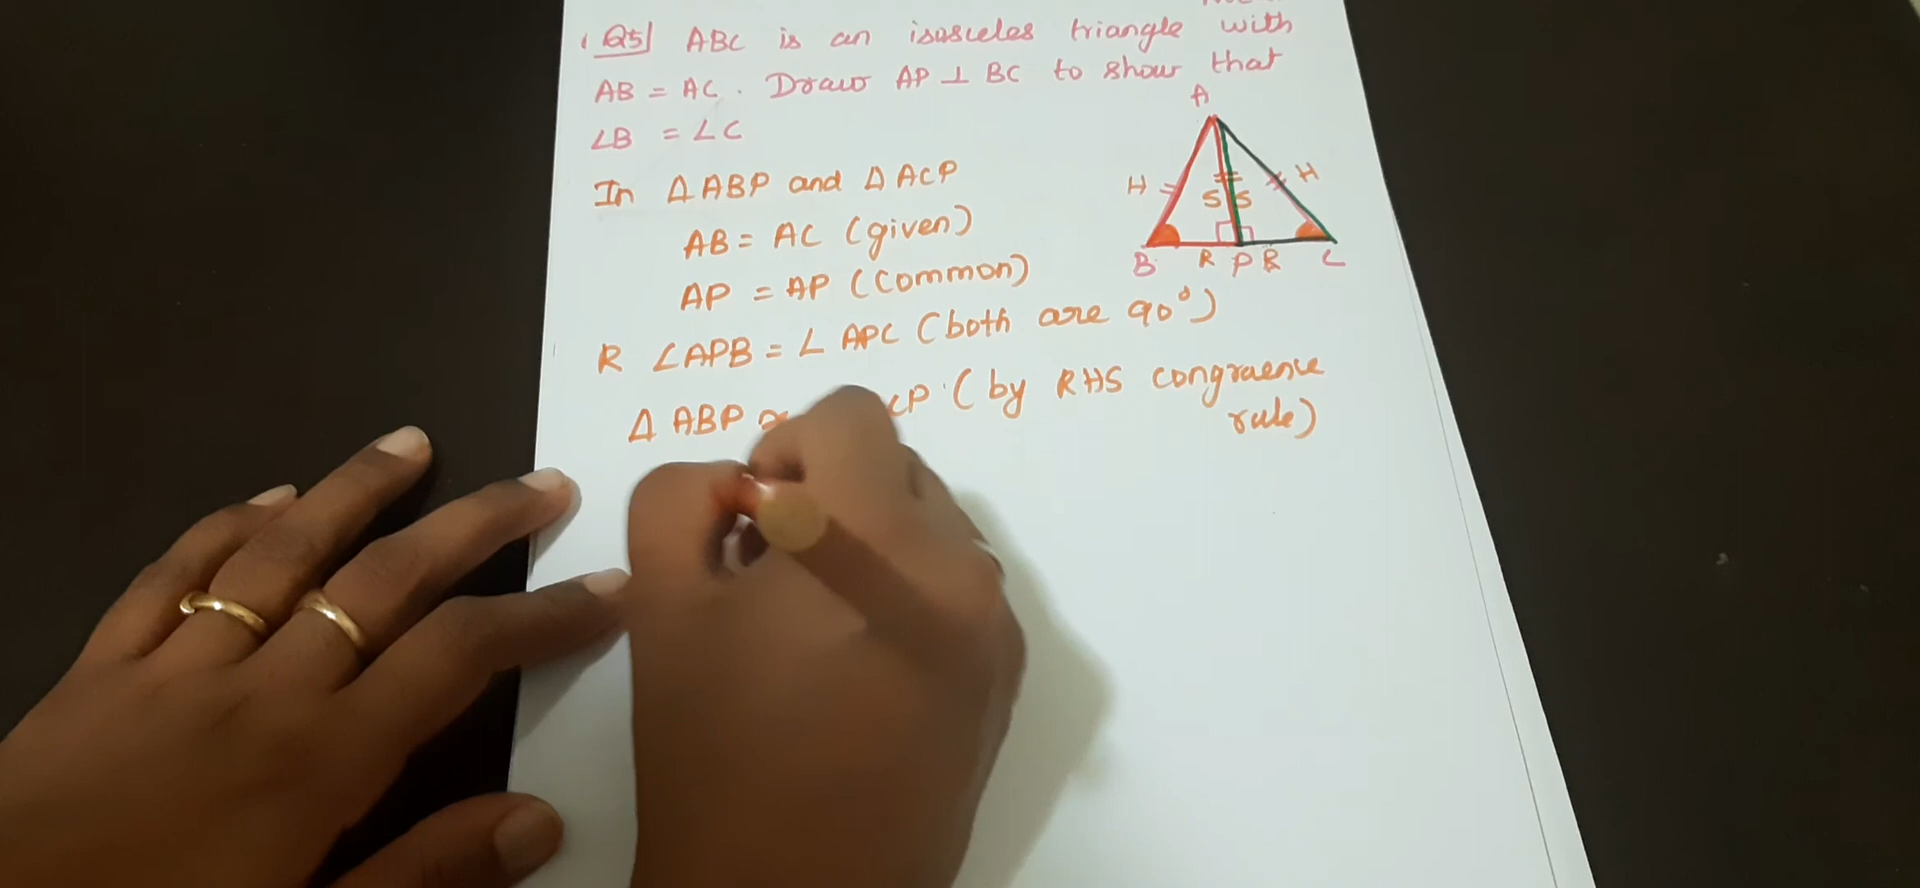 Q5) ABC is an isosceles triangle with
AB = AC. Draw AP ⊥ BC to show that
∠B = ∠C
In Δ ABP and Δ ACP
AB = AC (given)
AP = AP (Common)
R ∠APB = ∠ APC (both are 90°)
Δ ABP CP (by RHS congruence
rule)
A
H H
S S
B R P R C